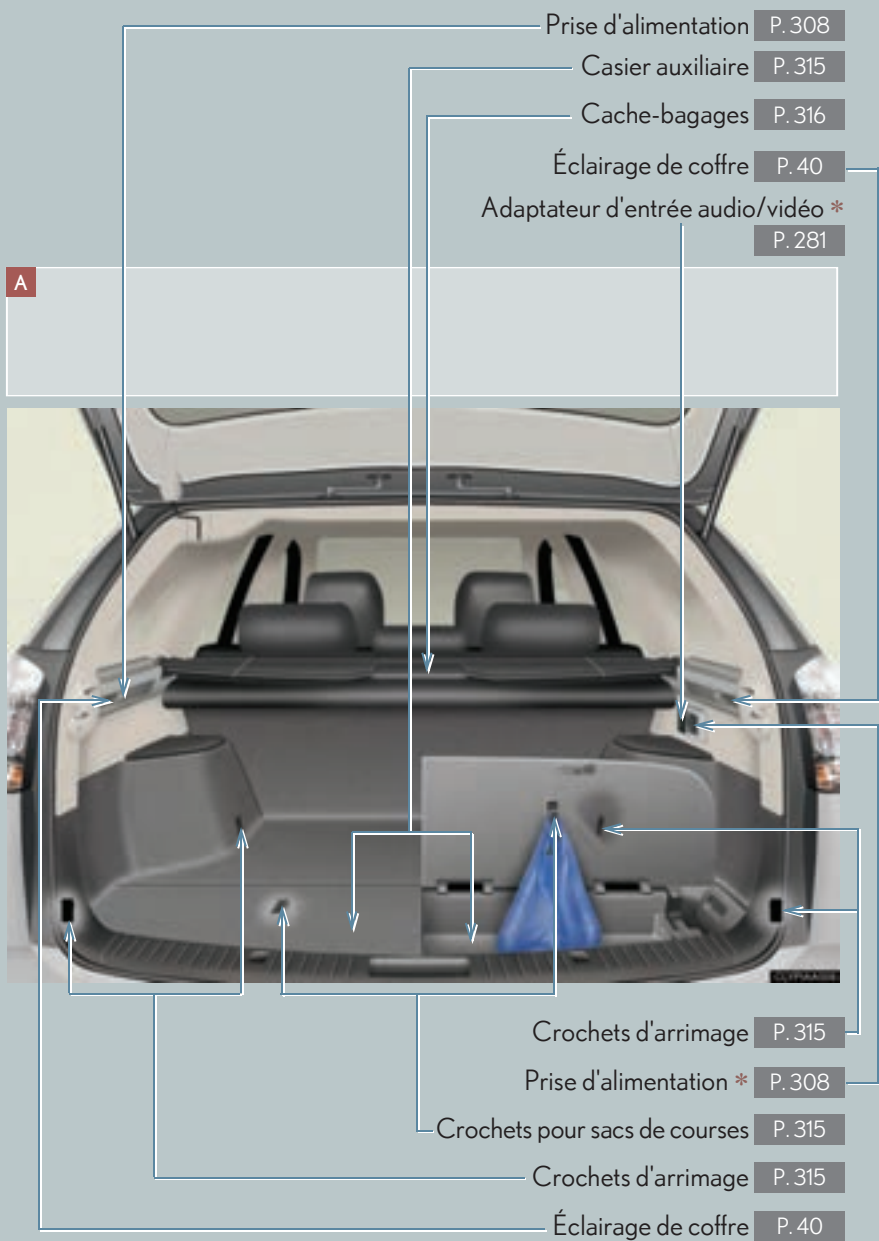 Prise d'alimentation P. 308
Casier auxiliaire P. 315
Cache-bagages P. 316
Éclairage de coffre P. 40
Adaptateur d'entrée audio/vidéo *
P. 281
A
Crochets d'arrimage P. 315
Prise d'alimentation * P. 308
Crochets pour sacs de courses P. 315
Crochets d'arrimage P. 315
Éclairage de coffre P. 40